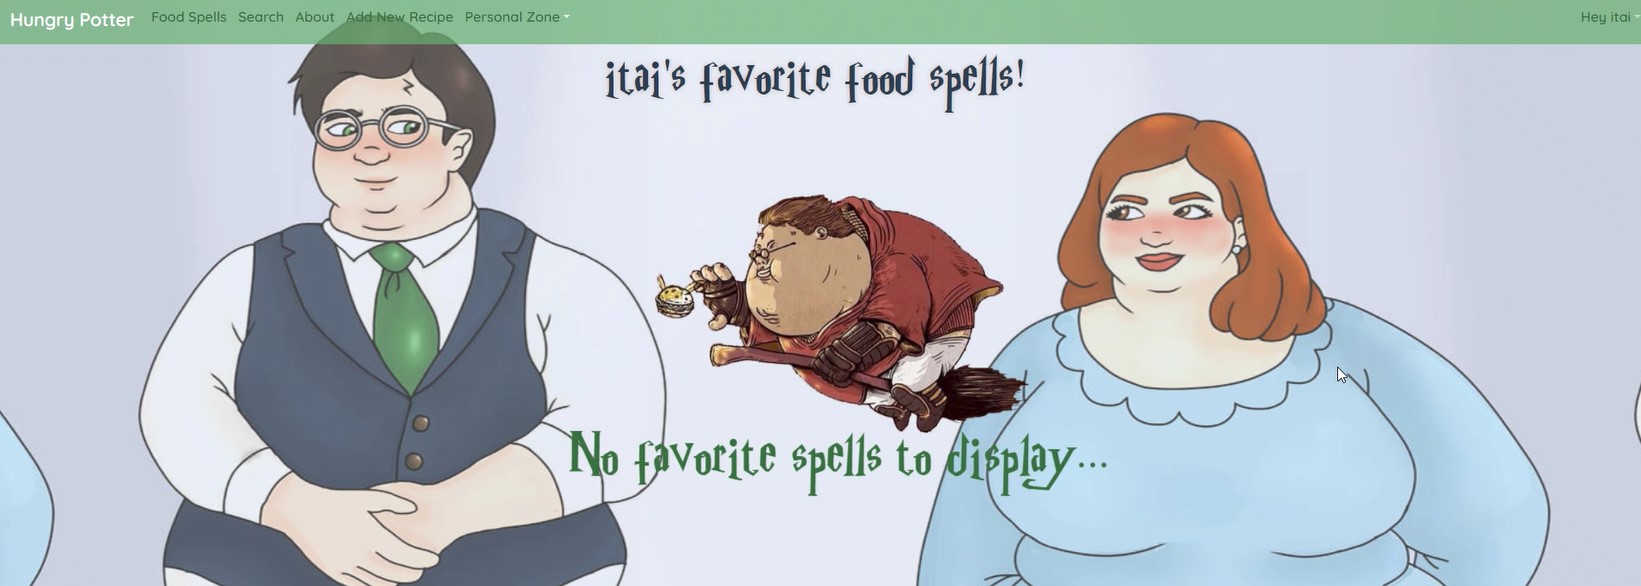 Hungry Potter Food Spells Search About Add New Recipe Personal Zone Hey itai
itai's favorite food spells!
No favorite spells to display...